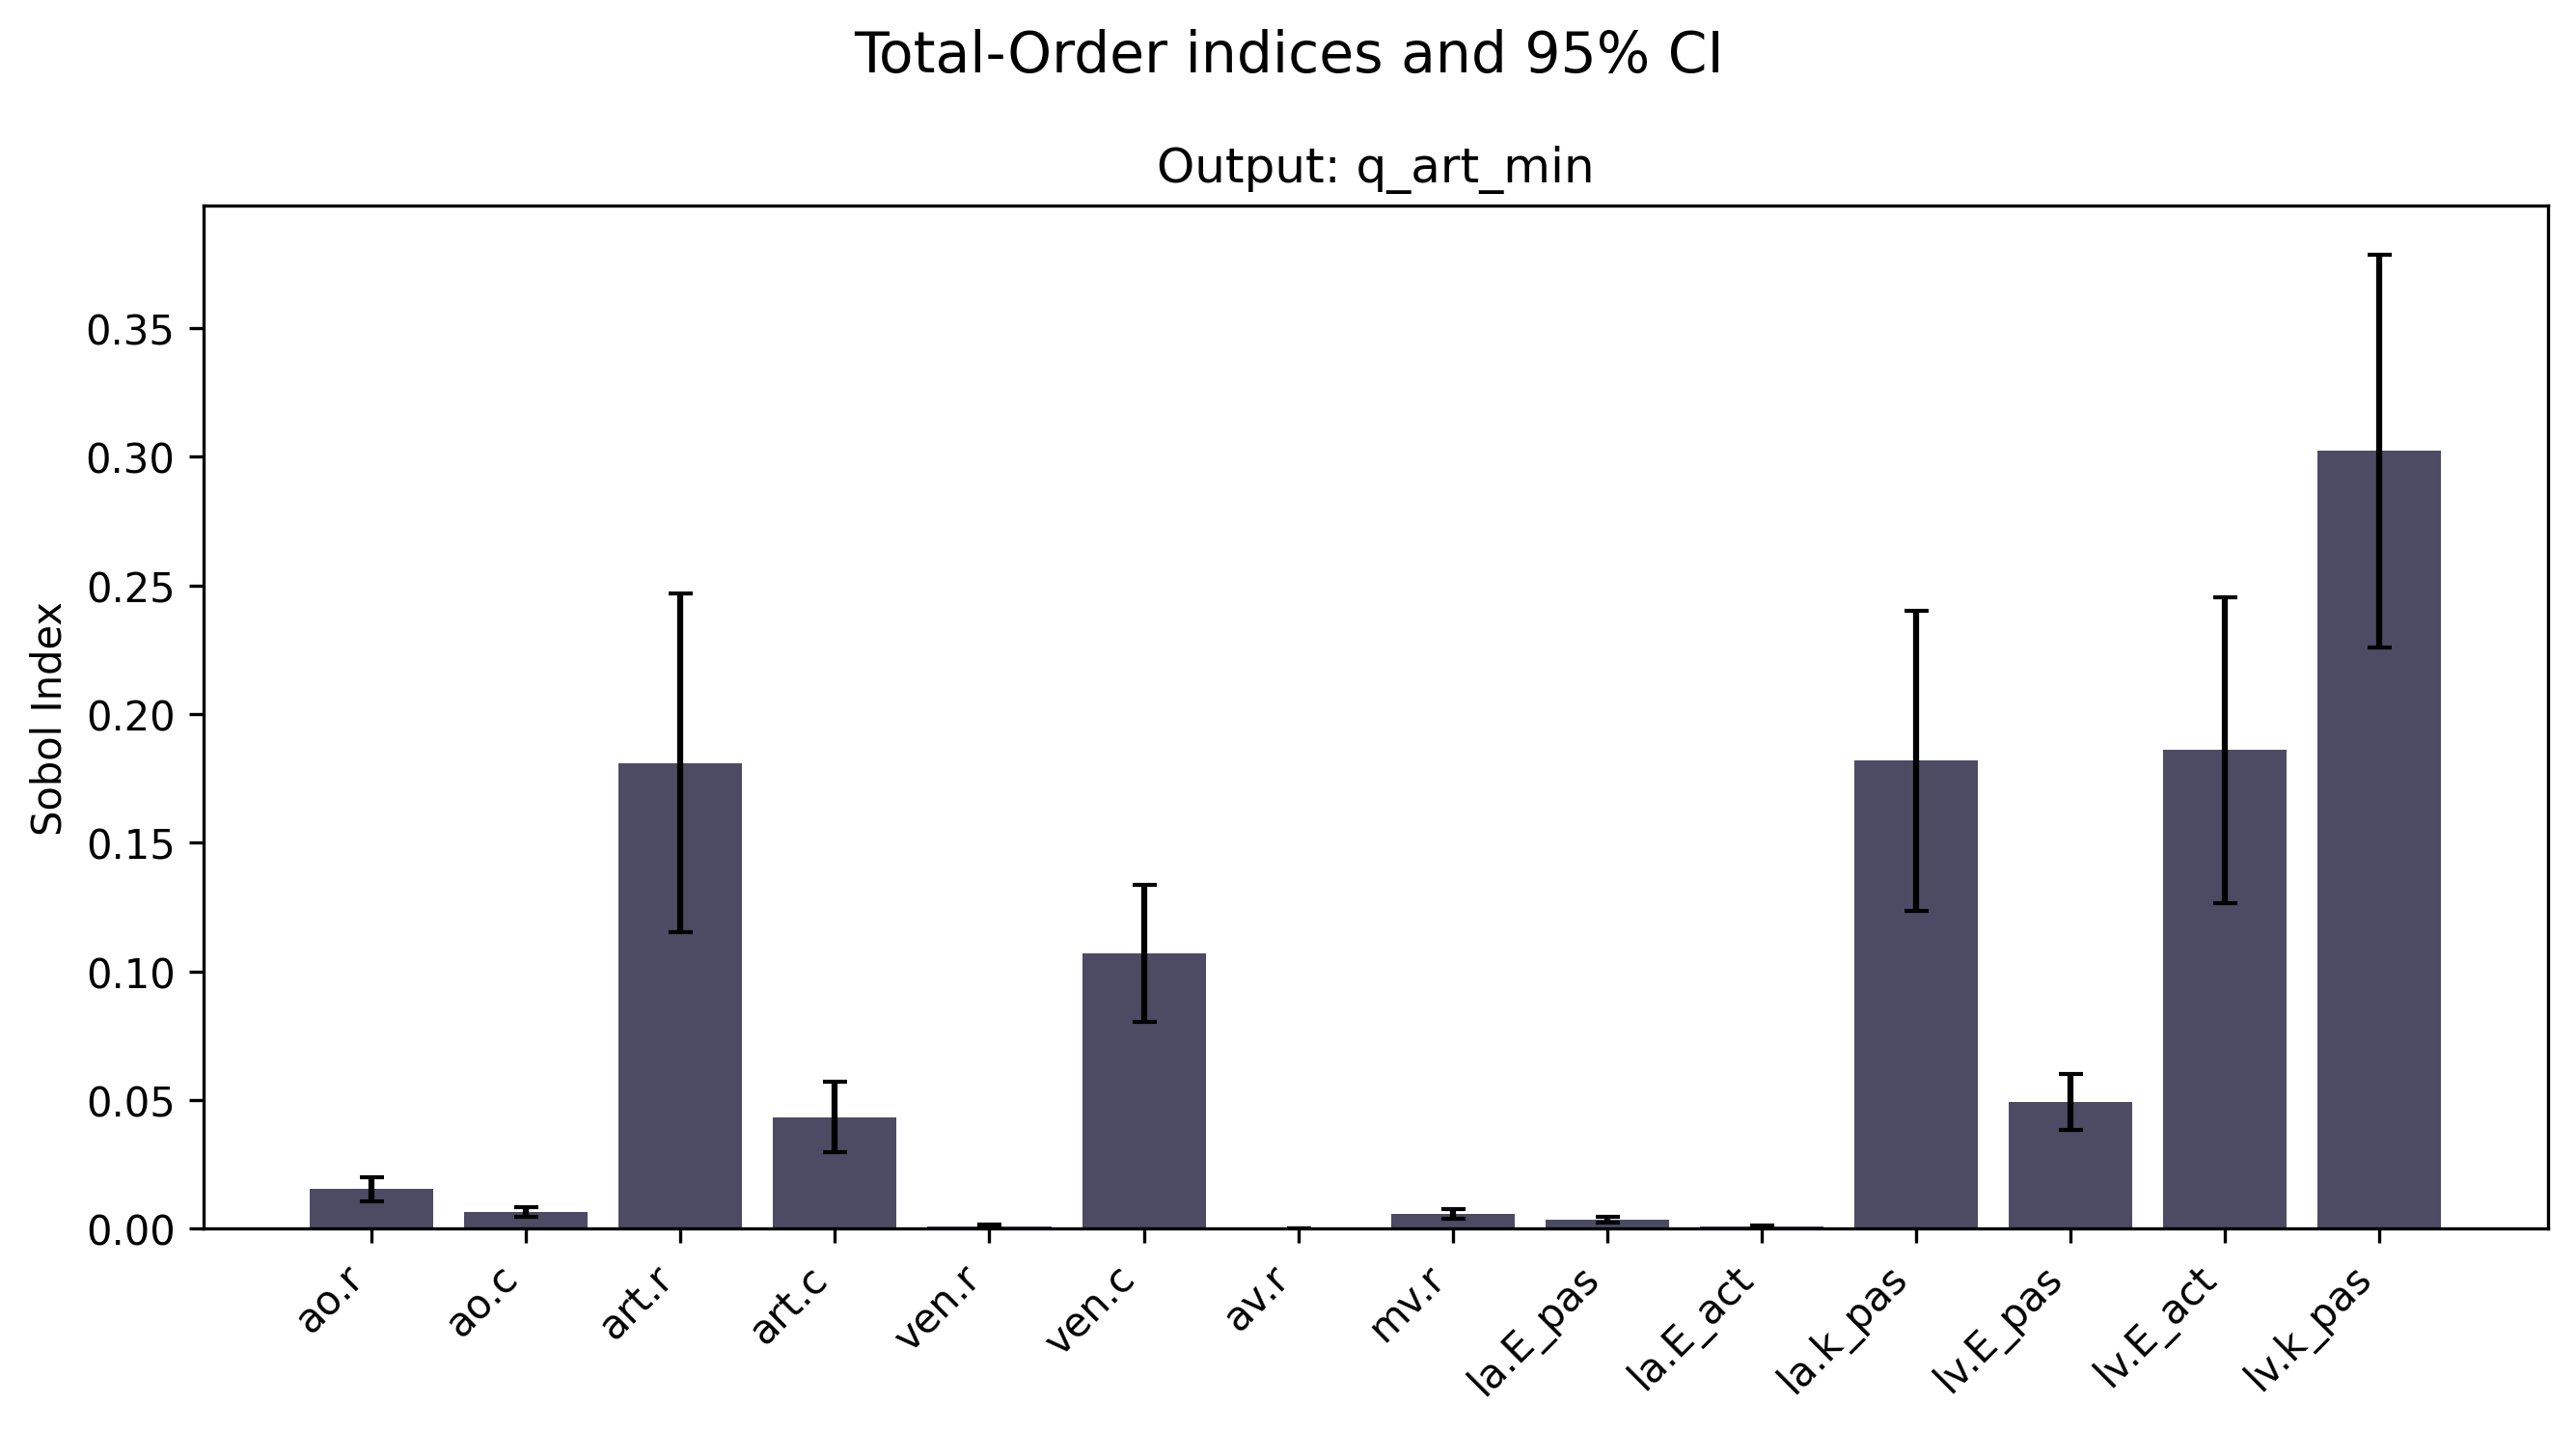 Total-Order indices and 95% CI
Output: q_art_min
Sobol Index
0.35
0.30
0.25
0.20
0.15
0.10
0.05
0.00
ao.r
ao.c
art.r
art.c
ven.r
ven.c
av.r
mv.r
la.E_pas
la.E_act
la.k_pas
lv.E_pas
lv.E_act
lv.k_pas